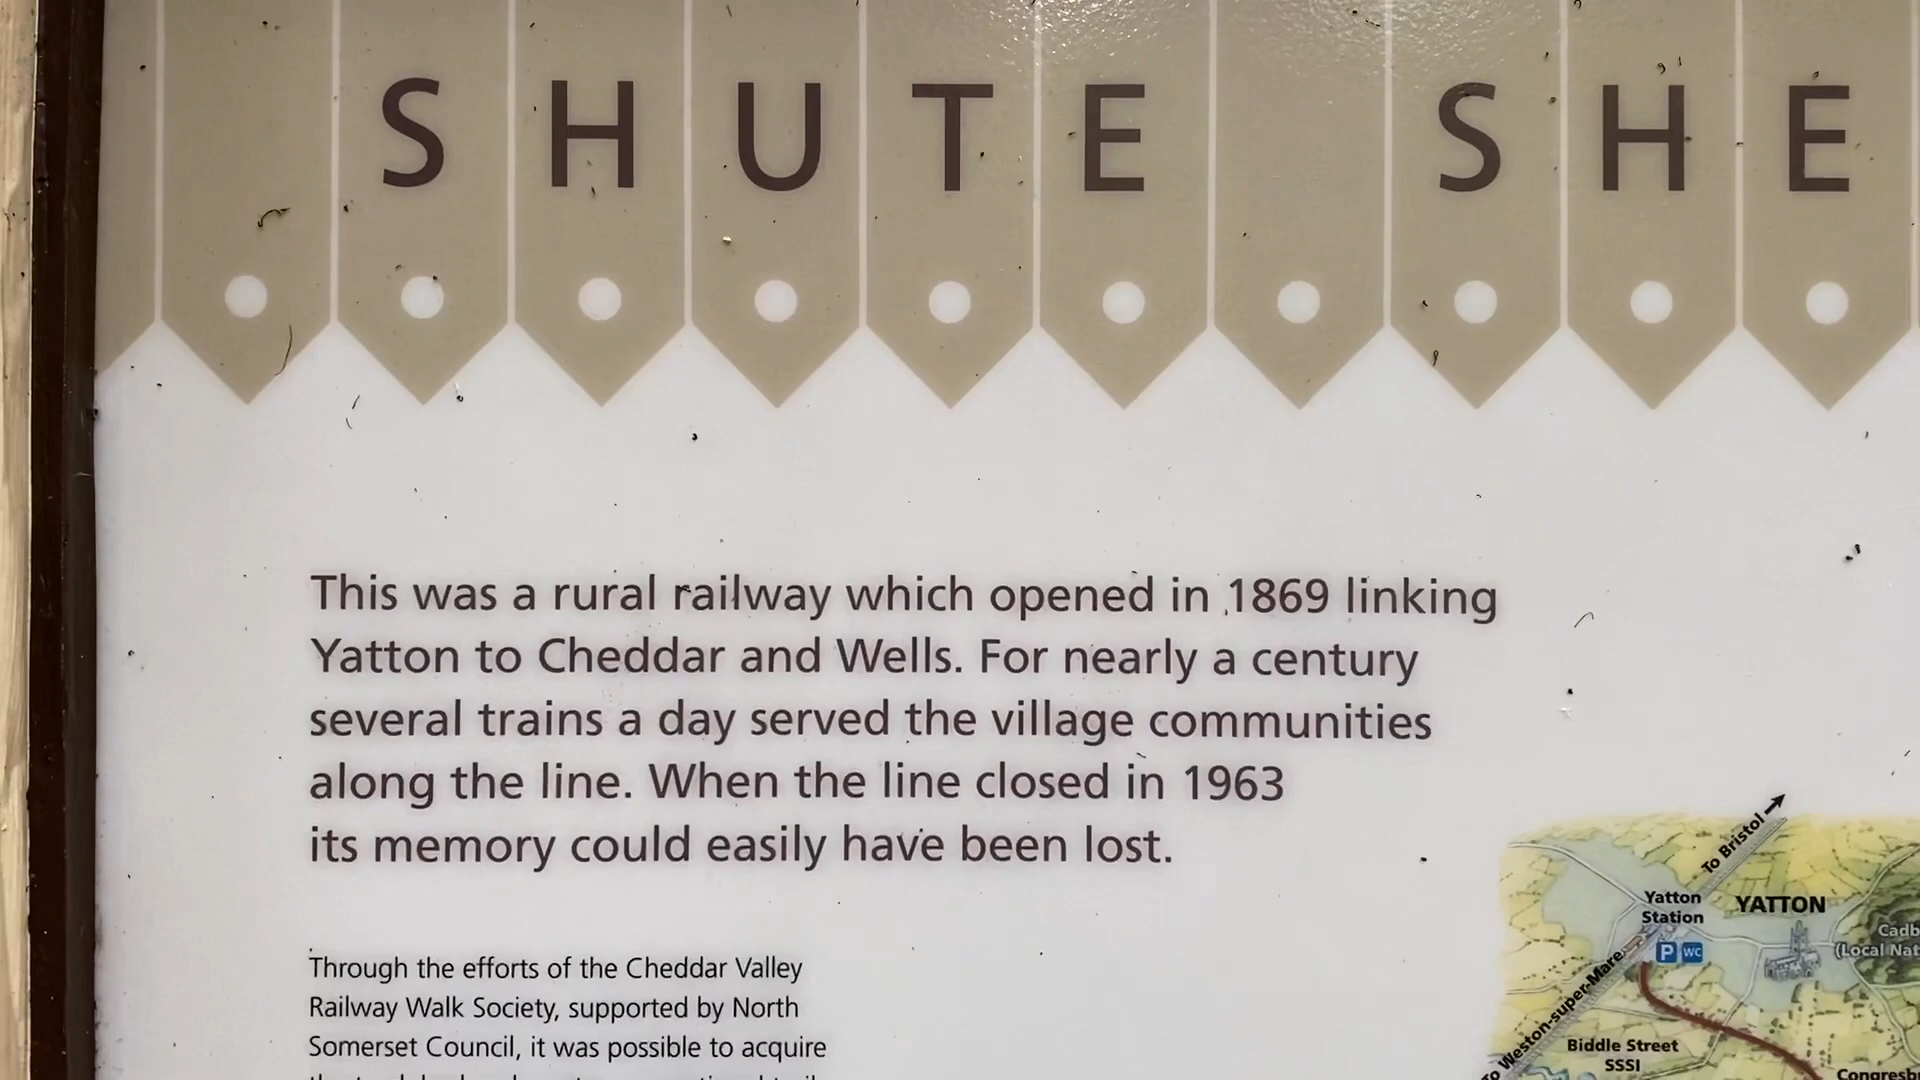 SHUTE SHE
This was a rural railway which opened in 1869 linking
Yatton to Cheddar and Wells. For nearly a century
several trains a day served the village communities
along the line. When the line closed in 1963
its memory could easily have been lost.
Through the efforts of the Cheddar Valley
Railway Walk Society, supported by North
Somerset Council, it was possible to acquire
To Bristol
Yatton
Station
YATTON
P WC
Cadb
(Local Nat
To Weston-super-Mare
Biddle Street
SSSI
Congresbu